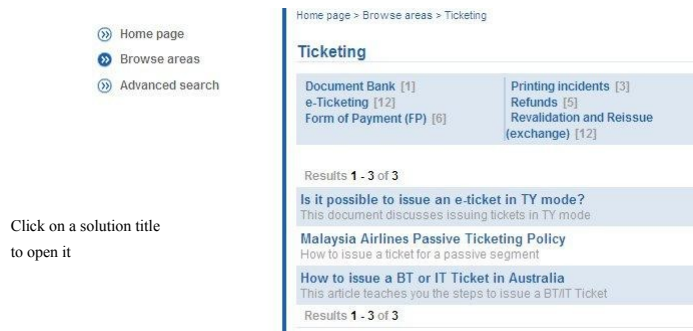 Home page
Browse areas
Advanced search
Click on a solution title
to open it
Home page > Browse areas > Ticketing
Ticketing
Document Bank [1]
e-Ticketing [12]
Form of Payment (FP) [6]
Printing incidents [3]
Refunds [5]
Revalidation and Reissue
(exchange) [12]
Results 1 - 3 of 3
Is it possible to issue an e-ticket in TY mode?
This document discusses issuing tickets in TY mode
Malaysia Airlines Passive Ticketing Policy
How to issue a ticket for a passive segment
How to issue a BT or IT Ticket in Australia
This article teaches you the steps to issue a BT/IT Ticket
Results 1 - 3 of 3